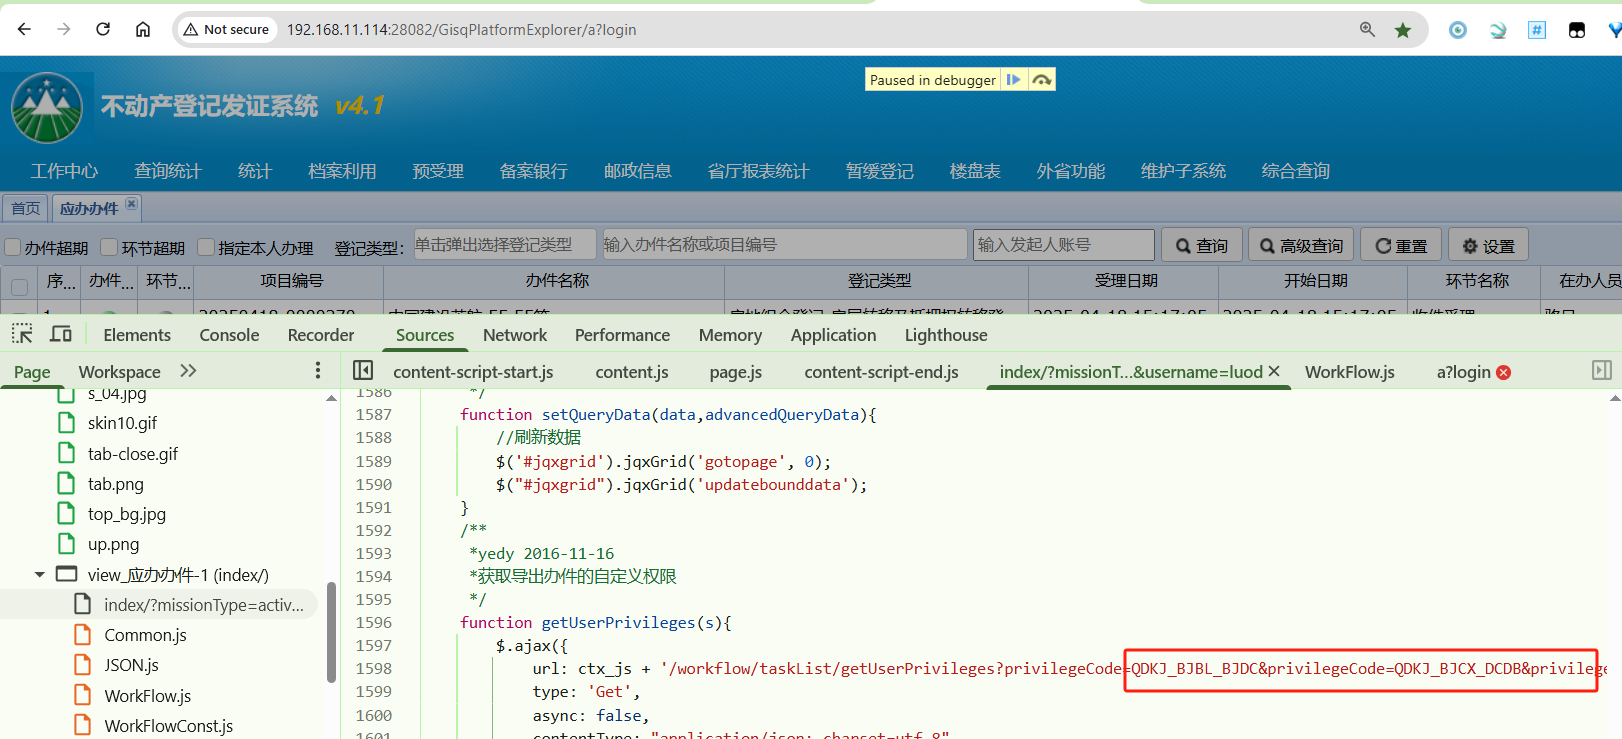 Not secure 192.168.11.114:28082/GisqPlatformExplorer/a?login
Paused in debugger
不动产登记发证系统 v4.1
工作中心 查询统计 统计 档案利用 预受理 备案银行 邮政信息 省厅报表统计 暂缓登记 楼盘表 外省功能 维护子系统 综合查询
首页 应办办件
办件超期 环节超期 指定本人办理 登记类型: 单击弹出选择登记类型 输入办件名称或项目编号 输入发起人账号 查询 高级查询 重置 设置
序... 办件... 环节... 项目编号 办件名称 登记类型 受理日期 开始日期 环节名称 在办人员
Elements Console Recorder Sources Network Performance Memory Application Lighthouse
Page Workspace content-script-start.js content.js page.js content-script-end.js index/?missionT...&username=luod WorkFlow.js a?login
s_04.jpg
skin10.gif
tab-close.gif
tab.png
top_bg.jpg
up.png
view_应办办件-1 (index/)
index/?missionType=activ...
Common.js
JSON.js
WorkFlow.js
WorkFlowConst.js
1586 */
1587 function setQueryData(data,advancedQueryData){
1588 //刷新数据
1589 $('#jqxgrid').jqxGrid('gotopage', 0);
1590 $("#jqxgrid").jqxGrid('updatebounddata');
1591 }
1592 /**
1593 *yedy 2016-11-16
1594 *获取导出办件的自定义权限
1595 */
1596 function getUserPrivileges(s){
1597 $.ajax({
1598 url: ctx_js + '/workflow/taskList/getUserPrivileges?privilegeCode=QDKJ_BJBL_BJDC&privilegeCode=QDKJ_BJCX_DCDB&privileg
1599 type: 'Get',
1600 async: false,
1601 contentType: "application/json; charset=utf-8"